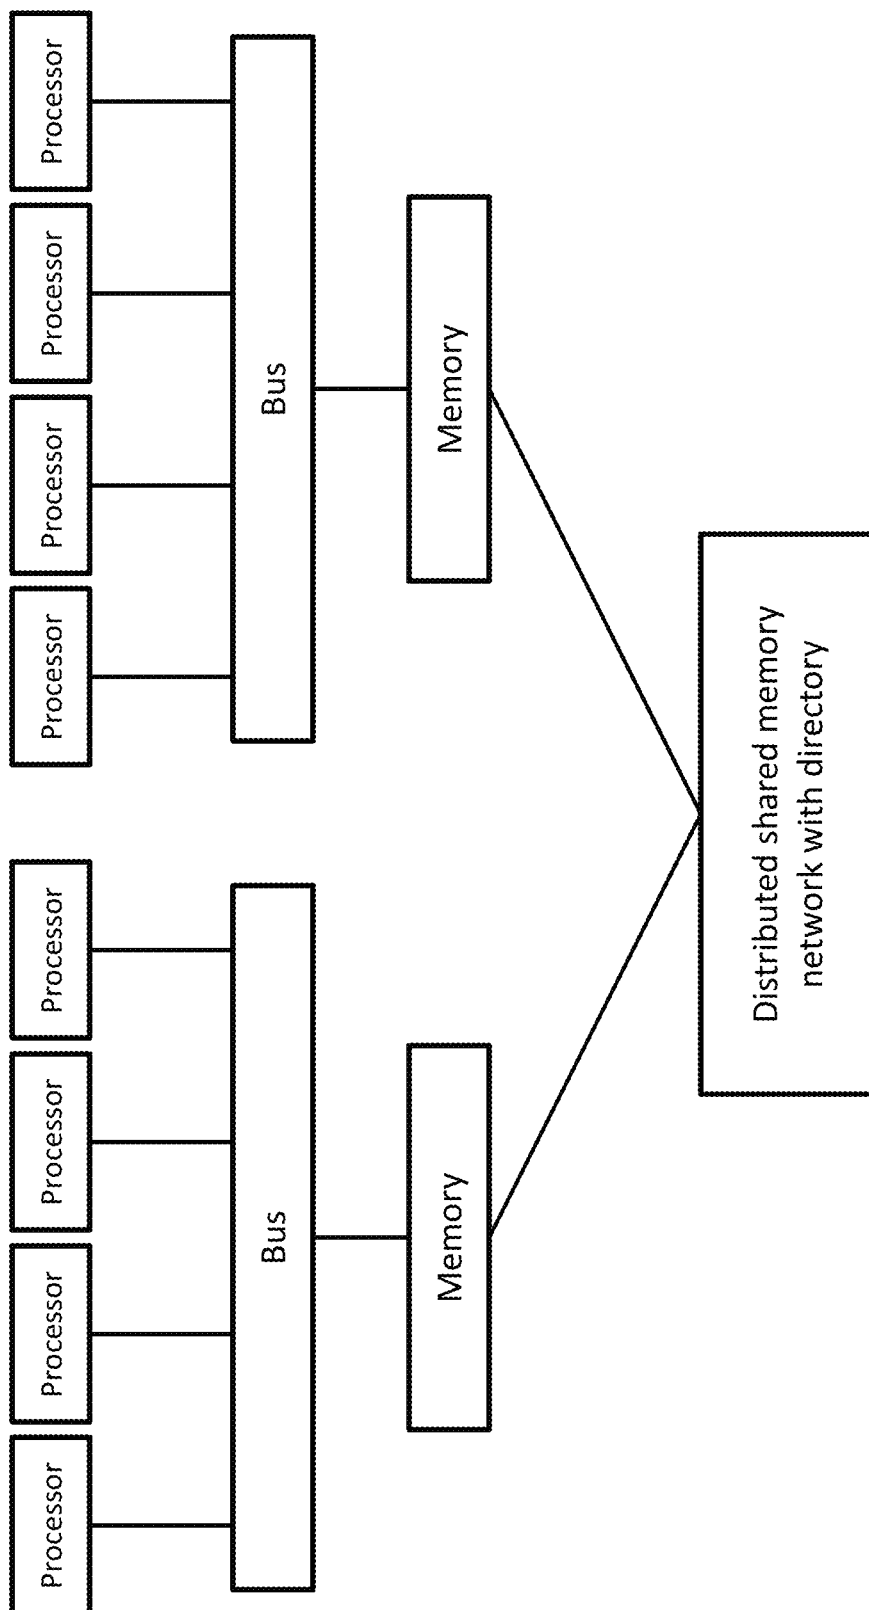 Processor
Processor
Processor
Processor
Processor
Processor
Processor
Processor
Bus
Bus
Memory
Memory
Distributed shared memory
network with directory